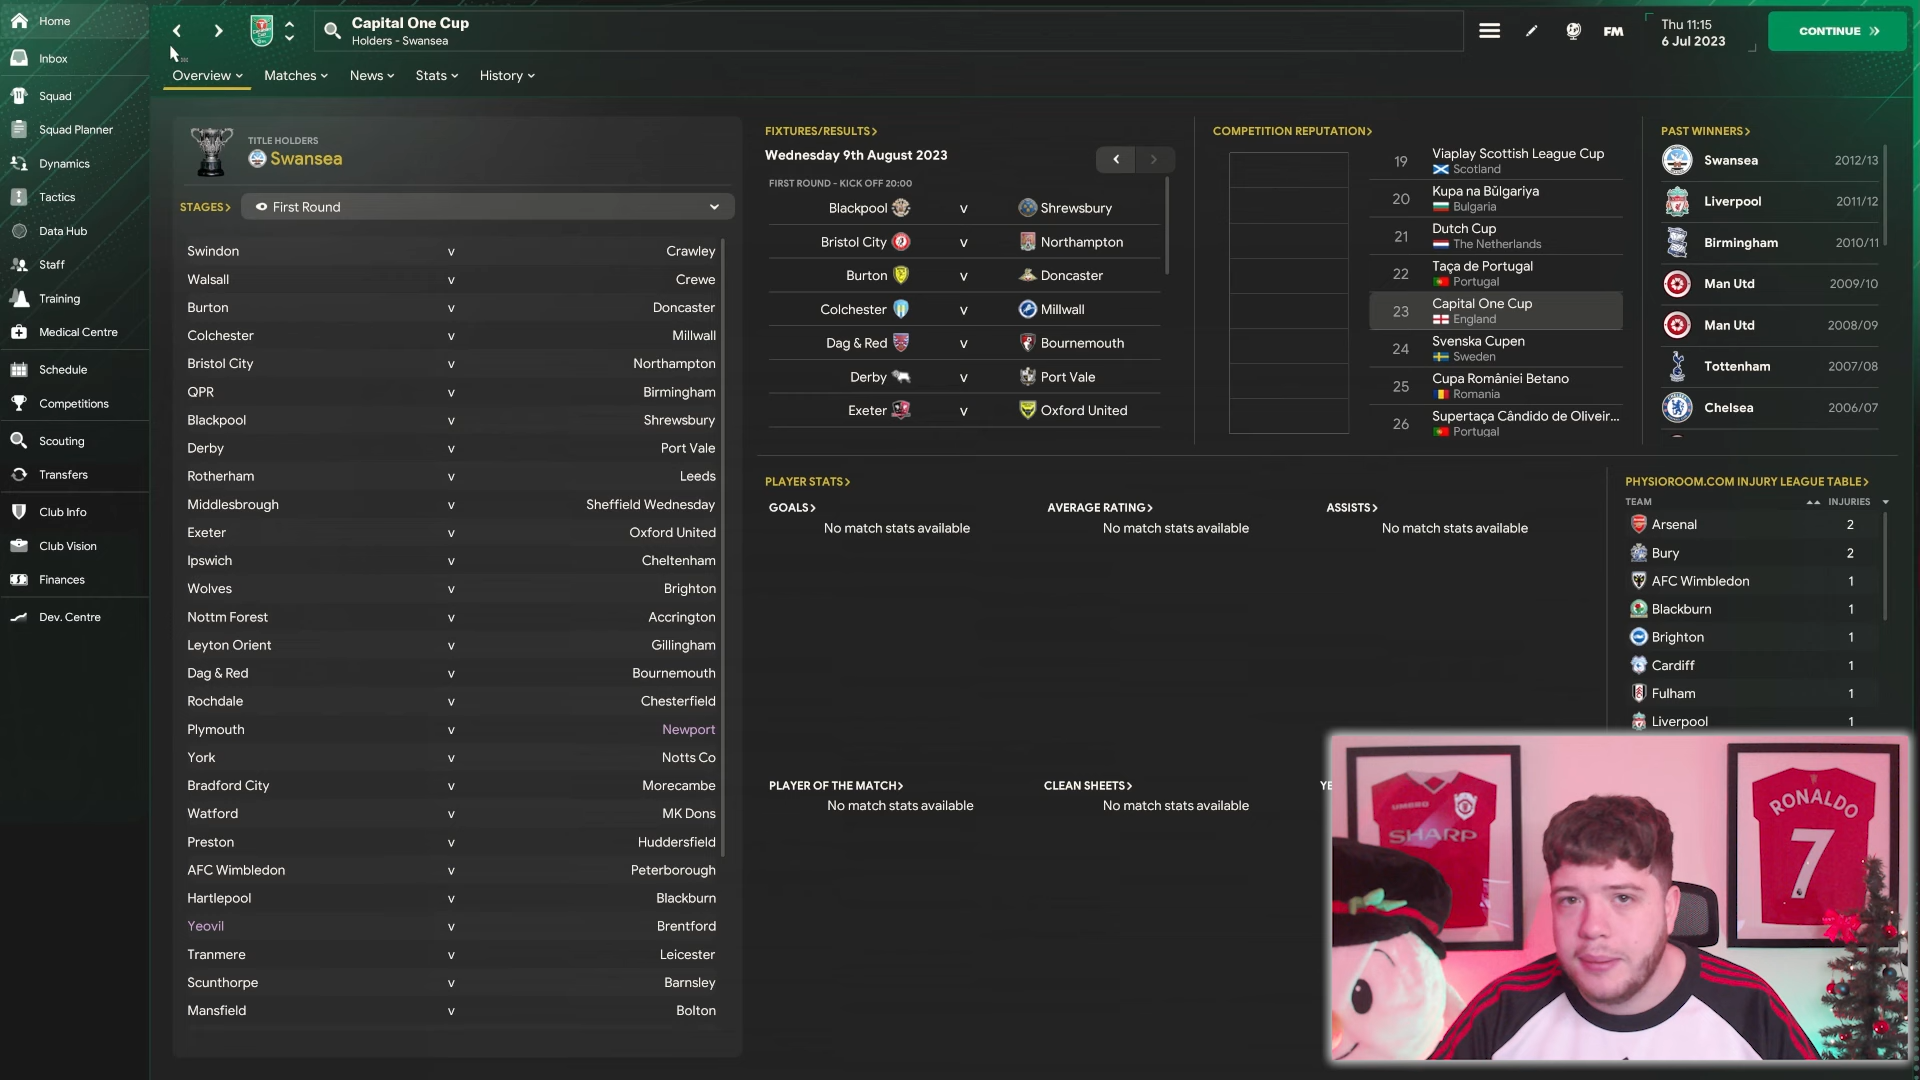 Home
Inbox
Squad
Squad Planner
Dynamics
Tactics
Data Hub
Staff
Training
Medical Centre
Schedule
Competitions
Scouting
Transfers
Club Info
Club Vision
Finances
Dev. Centre
Capital One Cup
Holders - Swansea
FM
Thu 11:15
6 Jul 2023
CONTINUE
Overview
Matches
News
Stats
History
TITLE HOLDERS
Swansea
STAGES>
First Round
Swindon v Crawley
Walsall v Crewe
Burton v Doncaster
Colchester v Millwall
Bristol City v Northampton
QPR v Birmingham
Blackpool v Shrewsbury
Derby v Port Vale
Rotherham v Leeds
Middlesbrough v Sheffield Wednesday
Exeter v Oxford United
Ipswich v Cheltenham
Wolves v Brighton
Nottm Forest v Accrington
Leyton Orient v Gillingham
Dag & Red v Bournemouth
Rochdale v Chesterfield
Plymouth v Newport
York v Notts Co
Bradford City v Morecambe
Watford v MK Dons
Preston v Huddersfield
AFC Wimbledon v Peterborough
Hartlepool v Blackburn
Yeovil v Brentford
Tranmere v Leicester
Scunthorpe v Barnsley
Mansfield v Bolton
FIXTURES/RESULTS>
Wednesday 9th August 2023
FIRST ROUND - KICK OFF 20:00
Blackpool v Shrewsbury
Bristol City v Northampton
Burton v Doncaster
Colchester v Millwall
Dag & Red v Bournemouth
Derby v Port Vale
Exeter v Oxford United
COMPETITION REPUTATION>
19 Viaplay Scottish League Cup
Scotland
20 Kupa na Bŭlgariya
Bulgaria
21 Dutch Cup
The Netherlands
22 Taça de Portugal
Portugal
23 Capital One Cup
England
24 Svenska Cupen
Sweden
25 Cupa României Betano
Romania
26 Supertaça Cândido de Oliveir...
Portugal
PAST WINNERS>
Swansea 2012/13
Liverpool 2011/12
Birmingham 2010/11
Man Utd 2009/10
Man Utd 2008/09
Tottenham 2007/08
Chelsea 2006/07
PLAYER STATS>
GOALS>
No match stats available
AVERAGE RATING>
No match stats available
ASSISTS>
No match stats available
PLAYER OF THE MATCH>
No match stats available
CLEAN SHEETS>
No match stats available
YE
PHYSIOROOM.COM INJURY LEAGUE TABLE>
TEAM INJURIES
Arsenal 2
Bury 2
AFC Wimbledon 1
Blackburn 1
Brighton 1
Cardiff 1
Fulham 1
Liverpool 1
UMBRO
SHARP
RONALDO
7